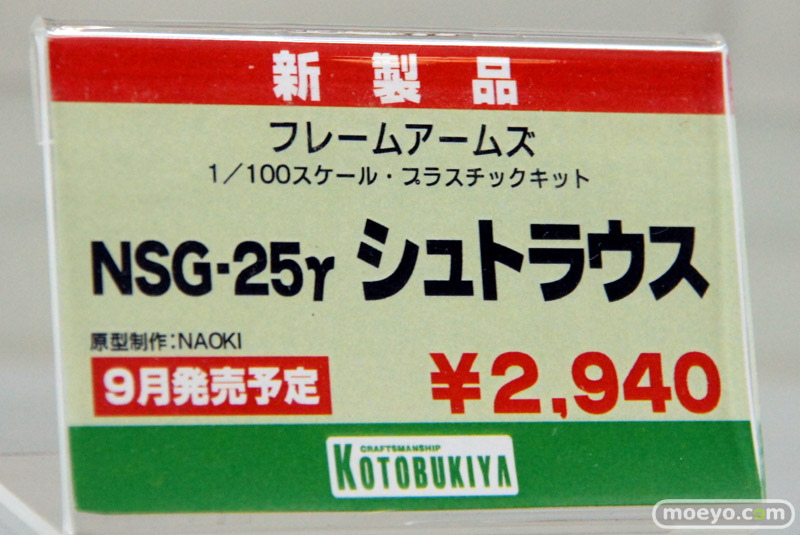 新製品
フレームアームズ
1／100スケール・プラスチックキット
NSG-25γ シュトラウス
原型制作:NAOKI
9月発売予定
¥2,940
CRAFTSMANSHIP
KOTOBUKIYA
moeyo.com